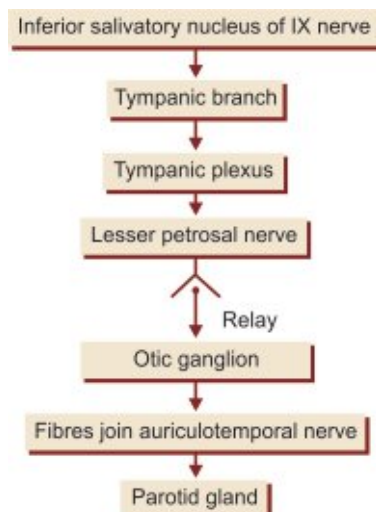 Inferior salivatory nucleus of IX nerve
Tympanic branch
Tympanic plexus
Lesser petrosal nerve
Relay
Otic ganglion
Fibres join auriculotemporal nerve
Parotid gland